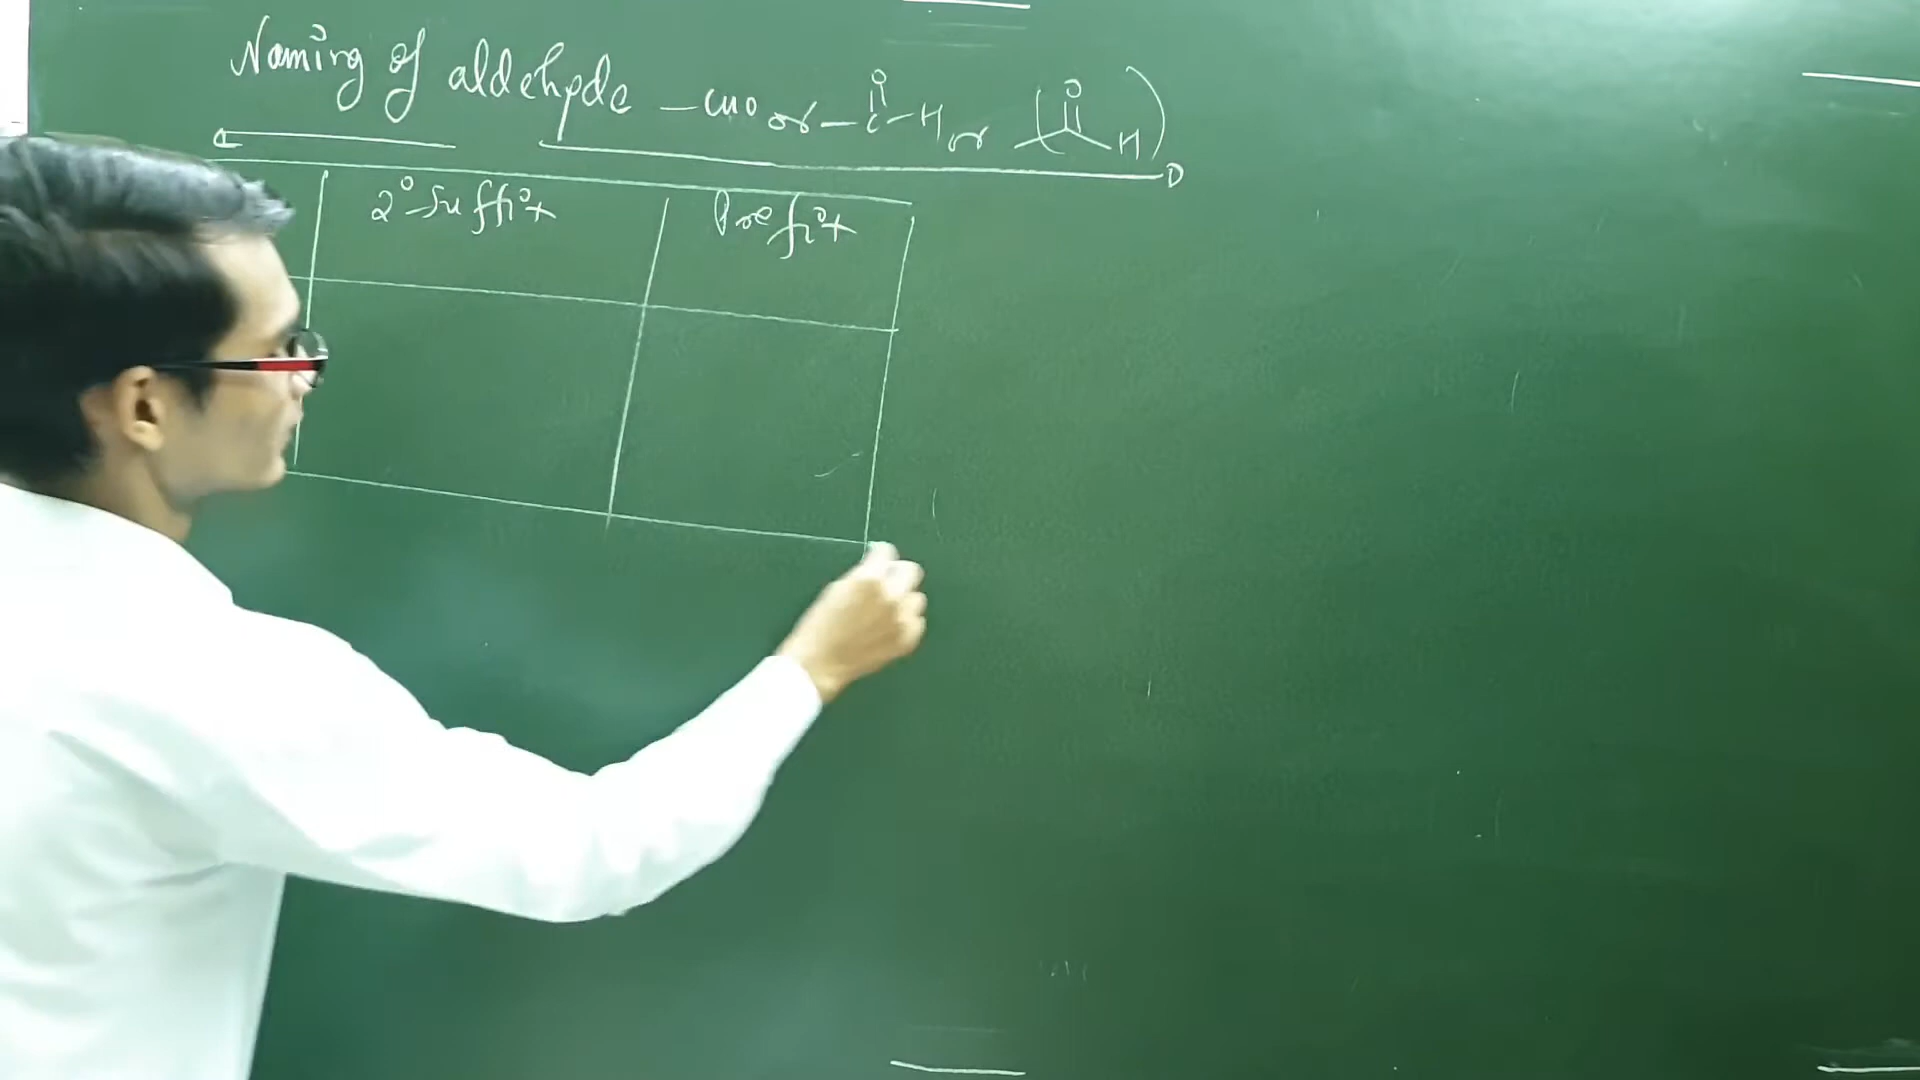 Naming of aldehyde -CHO or -C-H or ( H)
O O
2° Suffix Prefix